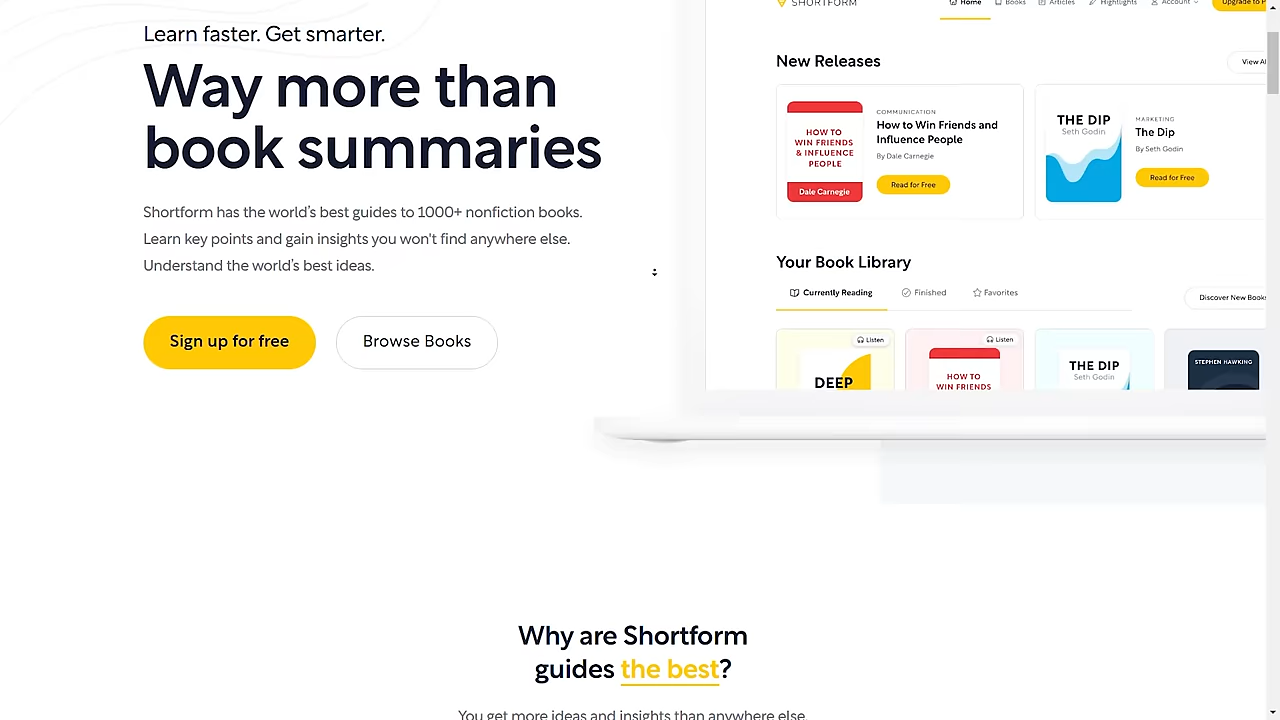 Learn faster. Get smarter.
Way more than
book summaries
Shortform has the world's best guides to 1000+ nonfiction books.
Learn key points and gain insights you won't find anywhere else.
Understand the world's best ideas.
Sign up for free
Browse Books
SHORTFORM
Home
Books
Articles
Highlights
Account
Upgrade to P
New Releases
View Al
HOW TO
WIN FRIENDS
& INFLUENCE
PEOPLE
Dale Carnegie
COMMUNICATION
How to Win Friends and
Influence People
By Dale Carnegie
Read for Free
THE DIP
Seth Godin
MARKETING
The Dip
By Seth Godin
Read for Free
Your Book Library
Currently Reading
Finished
Favorites
Discover New Books
Listen
DEEP
Listen
HOW TO
WIN FRIENDS
THE DIP
Seth Godin
STEPHEN HAWKING
Why are Shortform
guides the best?
You get more ideas and insights than anywhere else.